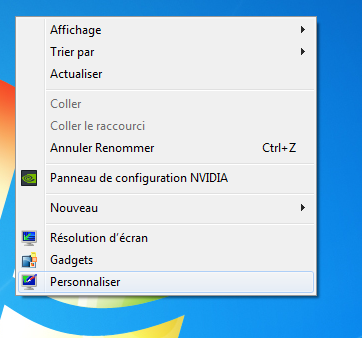 Affichage
Trier par
Actualiser
Coller
Coller le raccourci
Annuler Renommer Ctrl+Z
Panneau de configuration NVIDIA
Nouveau
Résolution d'écran
Gadgets
Personnaliser